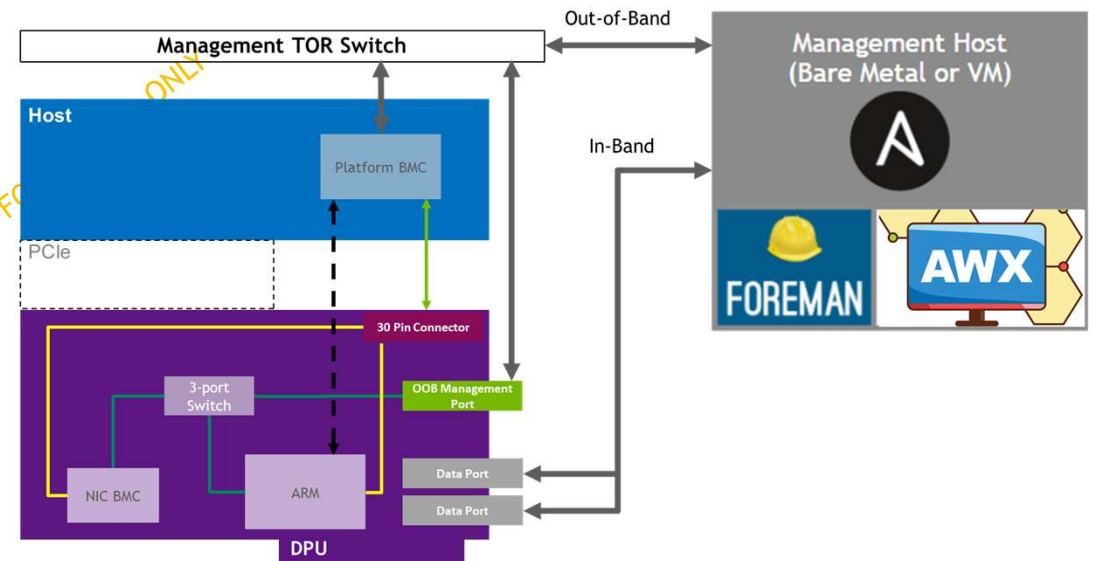 Out-of-Band
Management TOR Switch
Management Host
(Bare Metal or VM)
ONLY
Host
Platform BMC
In-Band
PCIe
FOREMAN
AWX
30 Pin Connector
3-port
Switch
OOB Management
Port
NIC BMC
ARM
Data Port
Data Port
DPU